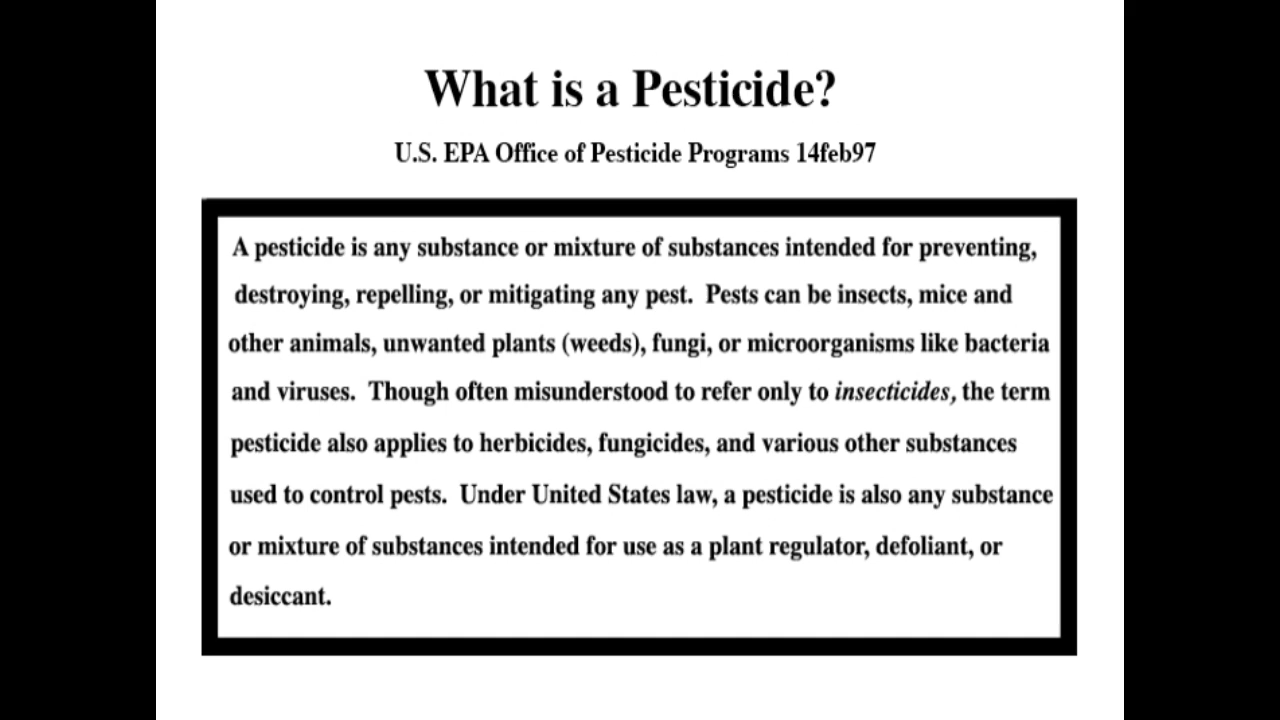 What is a Pesticide?
U.S. EPA Office of Pesticide Programs 14feb97
A pesticide is any substance or mixture of substances intended for preventing,
destroying, repelling, or mitigating any pest.  Pests can be insects, mice and
other animals, unwanted plants (weeds), fungi, or microorganisms like bacteria
and viruses.  Though often misunderstood to refer only to insecticides, the term
pesticide also applies to herbicides, fungicides, and various other substances
used to control pests.  Under United States law, a pesticide is also any substance
or mixture of substances intended for use as a plant regulator, defoliant, or
desiccant.